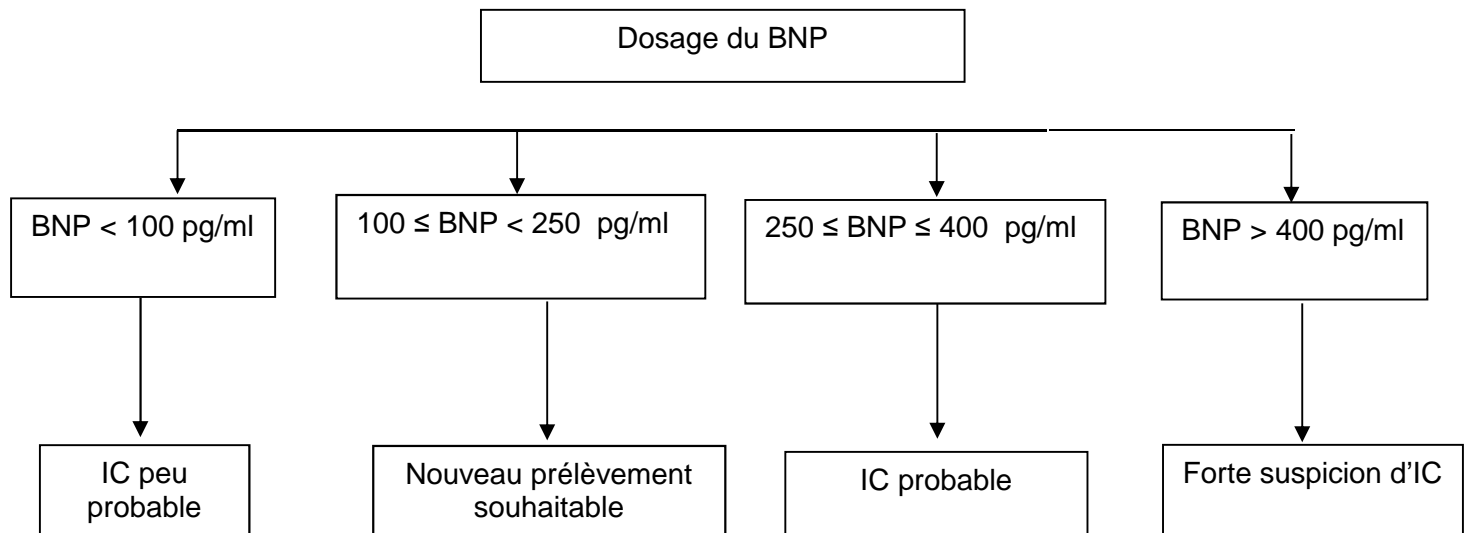 Dosage du BNP
BNP < 100 pg/ml
100 ≤ BNP < 250 pg/ml
250 ≤ BNP ≤ 400 pg/ml
BNP > 400 pg/ml
IC peu
probable
Nouveau prélèvement
souhaitable
IC probable
Forte suspicion d’IC